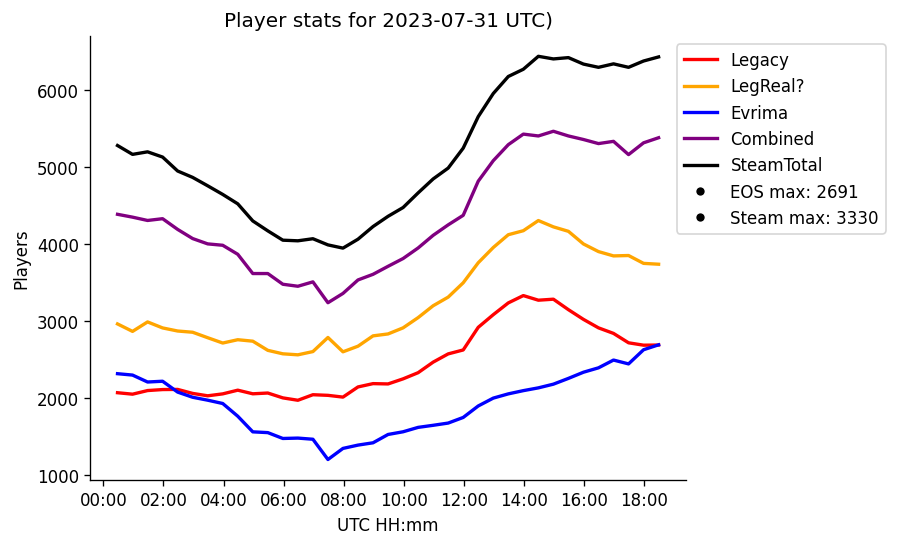 Player stats for 2023-07-31 UTC)
Legacy
LegReal?
Evrima
Combined
SteamTotal
EOS max: 2691
Steam max: 3330
Players
6000
5000
4000
3000
2000
1000
00:00 02:00 04:00 06:00 08:00 10:00 12:00 14:00 16:00 18:00
UTC HH:mm